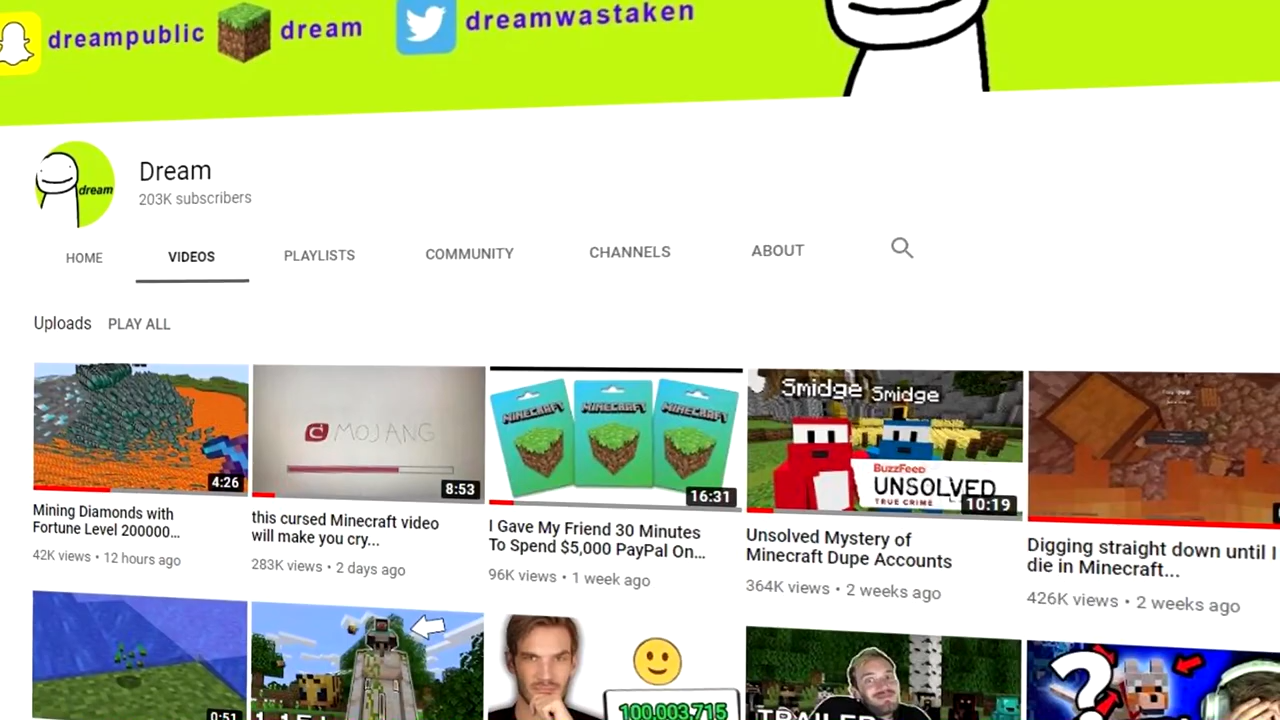 dreampublic dream dreamwastaken
dream
Dream
203K subscribers
HOME VIDEOS PLAYLISTS COMMUNITY CHANNELS ABOUT
Uploads PLAY ALL
MOJANG
MINECRAFT MINECRAFT MINECRAFT
Smidge Smidge
BUZZFEED
UNSOLVED
TRUE CRIME
4:26
8:53
16:31
10:19
Mining Diamonds with
Fortune Level 200000...
42K views • 12 hours ago
this cursed Minecraft video
will make you cry...
283K views • 2 days ago
I Gave My Friend 30 Minutes
To Spend $5,000 PayPal On...
96K views • 1 week ago
Unsolved Mystery of
Minecraft Dupe Accounts
364K views • 2 weeks ago
Digging straight down until I
die in Minecraft...
426K views • 2 weeks ago
0:51
100,003,715
TRAILER
?